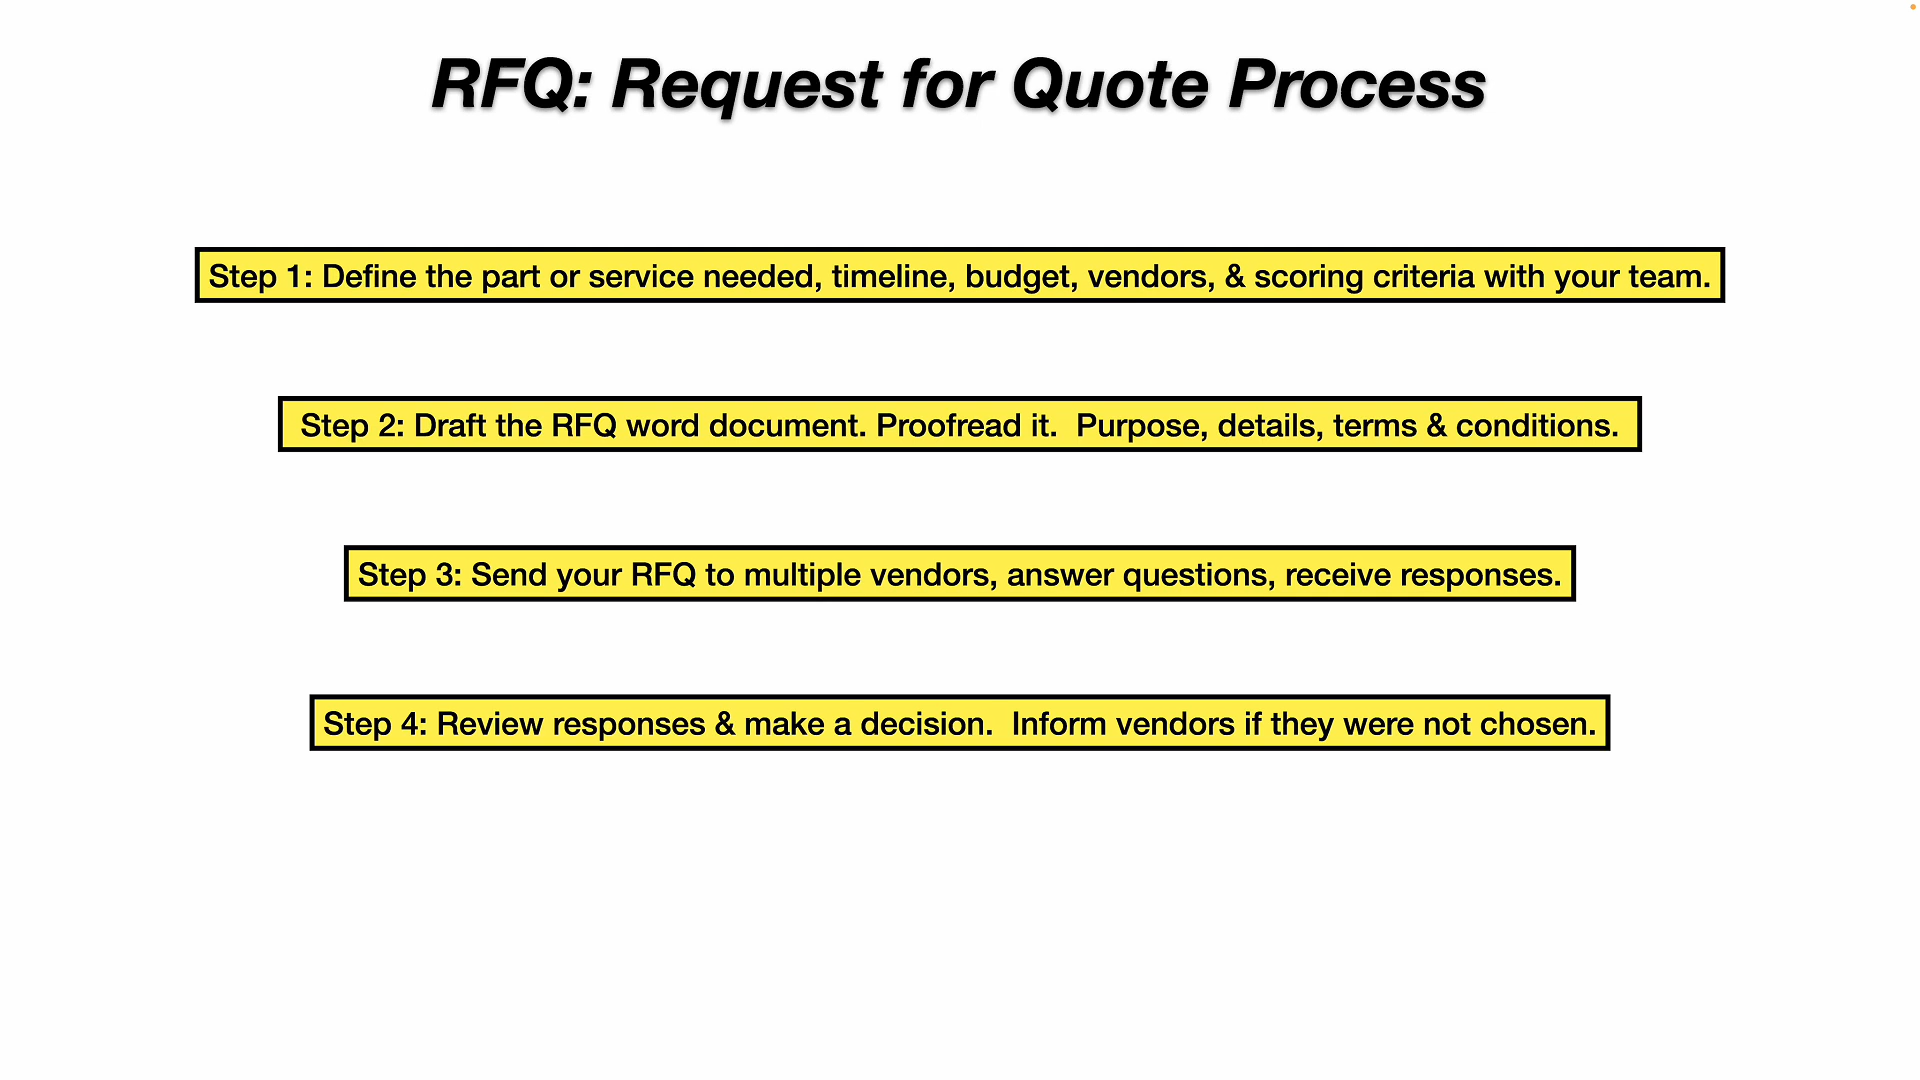 RFQ: Request for Quote Process
Step 1: Define the part or service needed, timeline, budget, vendors, & scoring criteria with your team.
Step 2: Draft the RFQ word document. Proofread it.  Purpose, details, terms & conditions.
Step 3: Send your RFQ to multiple vendors, answer questions, receive responses.
Step 4: Review responses & make a decision.  Inform vendors if they were not chosen.